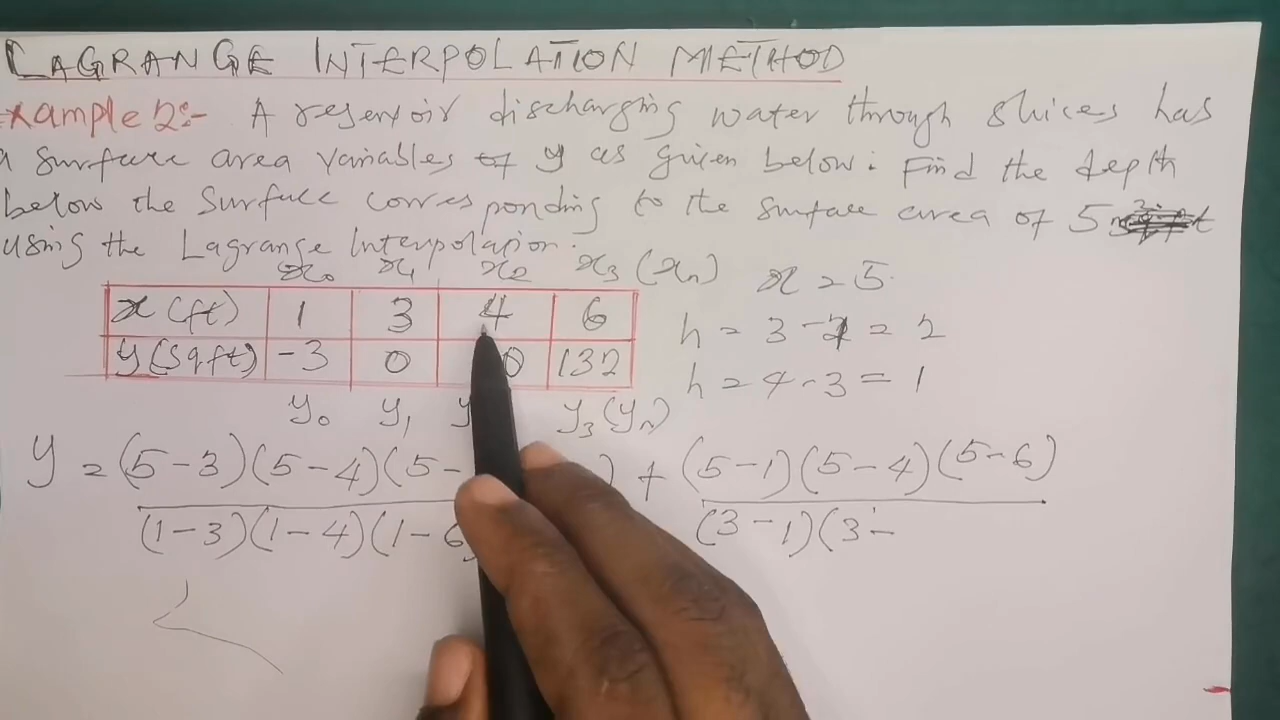 LAGRANGE INTERPOLATION METHOD
xample 2:- A reservoir discharging water through sluices has
a surface area variables of y as given below: Find the depth
below the surface corresponding to the surface area of 5
using the Lagrange Interpolation.
x₀ x₁ x₂ x₃ (xₙ) x = 5
x (ft) 1 3 4 6
h = 3 - 1 = 2
y (sqft) -3 0 0 132
h = 4 - 3 = 1
y₀ y₁ y y₃ (yₙ)
y = (5-3)(5-4)(5- ) + (5-1)(5-4)(5-6)
(1-3)(1-4)(1-6 (3-1)(3-